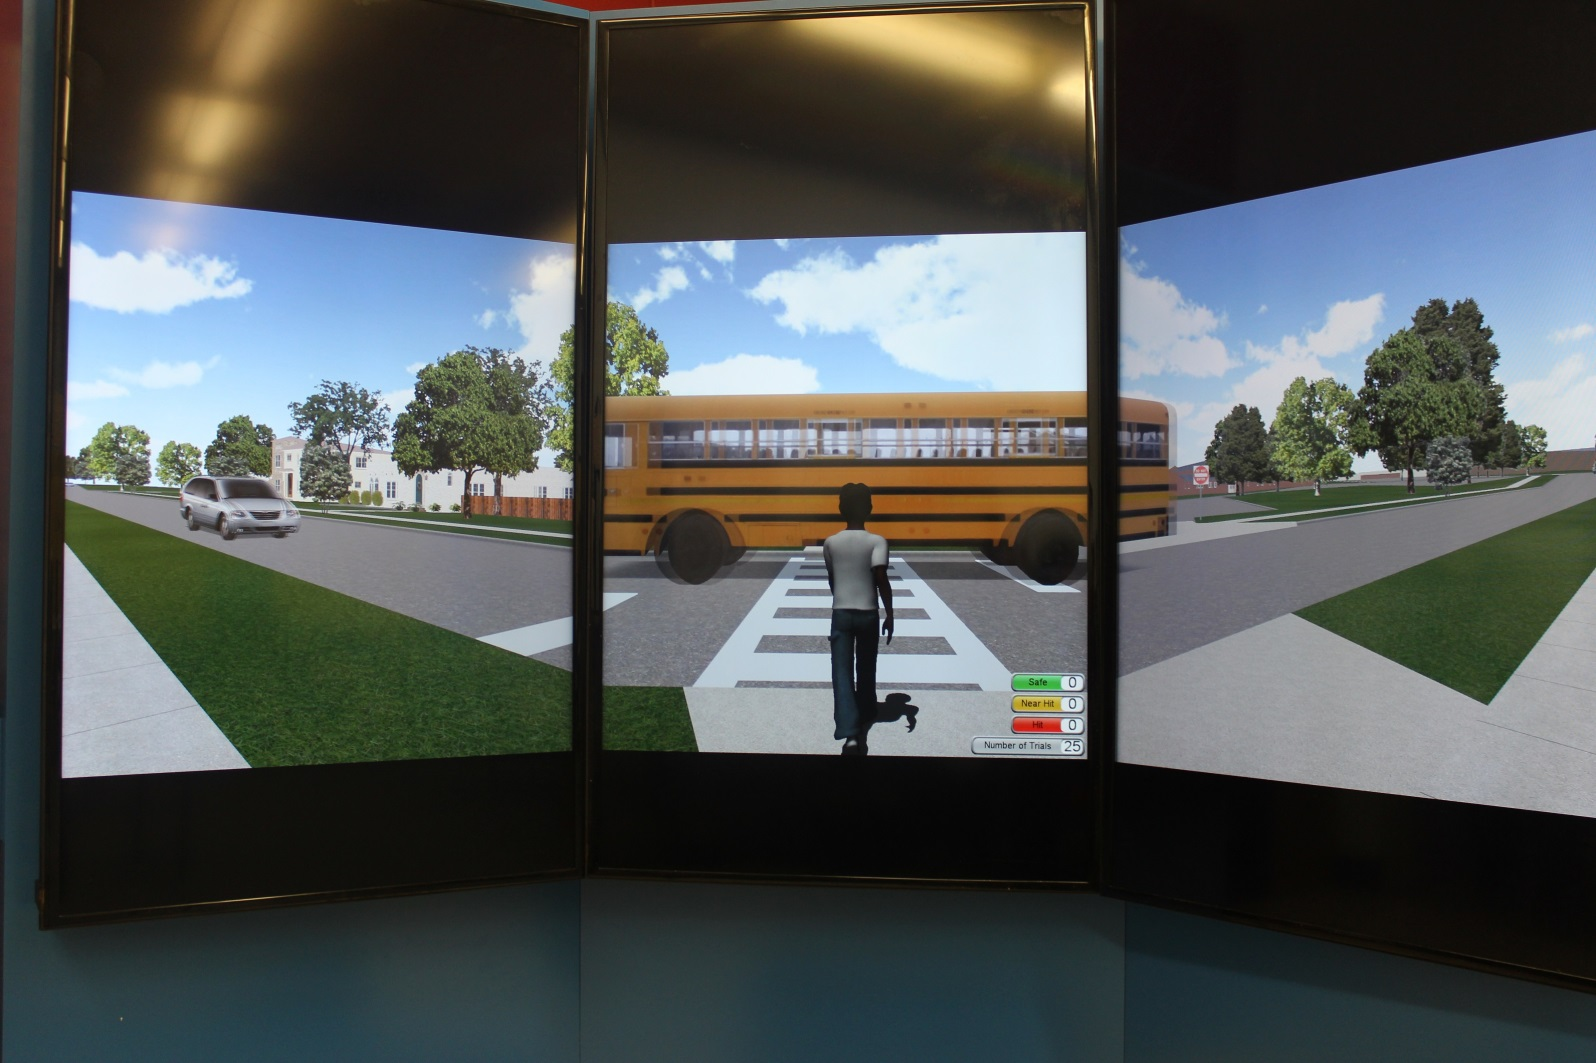 Safe 0
Near Hit 0
Hit 0
Number of Trials 25